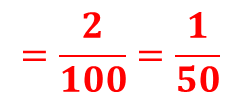 = 2/100 = 1/50